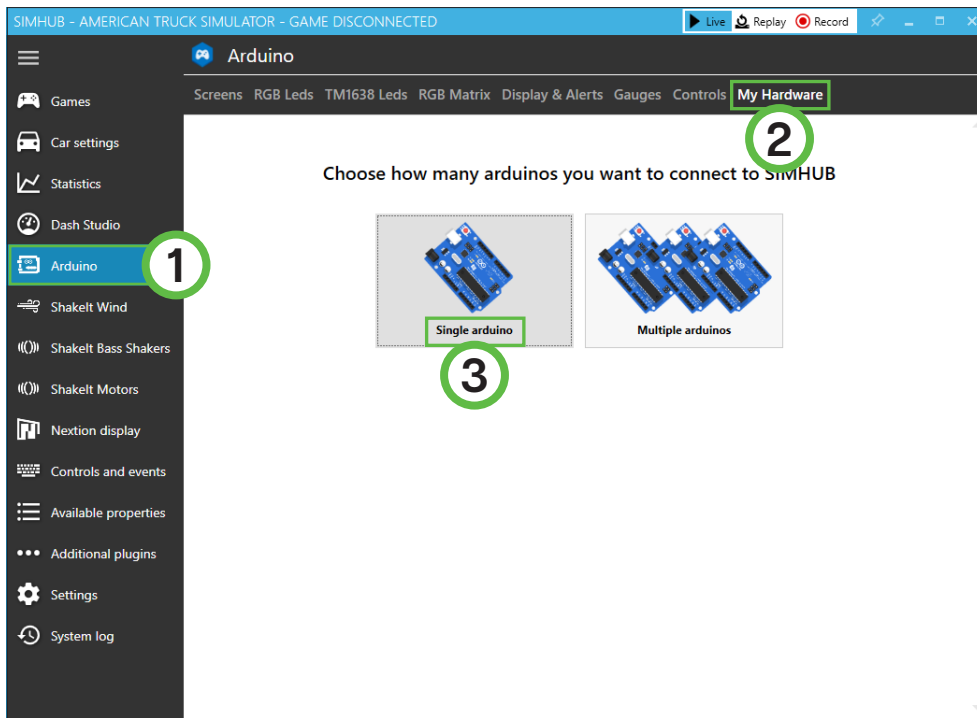 SIMHUB - AMERICAN TRUCK SIMULATOR - GAME DISCONNECTED
Live Replay Record
Arduino
Screens RGB Leds TM1638 Leds RGB Matrix Display & Alerts Gauges Controls My Hardware
2
Games
Car settings
Statistics
Dash Studio
Arduino
1
ShakeIt Wind
ShakeIt Bass Shakers
ShakeIt Motors
Nextion display
Controls and events
Available properties
Additional plugins
Settings
System log
Choose how many arduinos you want to connect to SIMHUB
Single arduino
3
Multiple arduinos